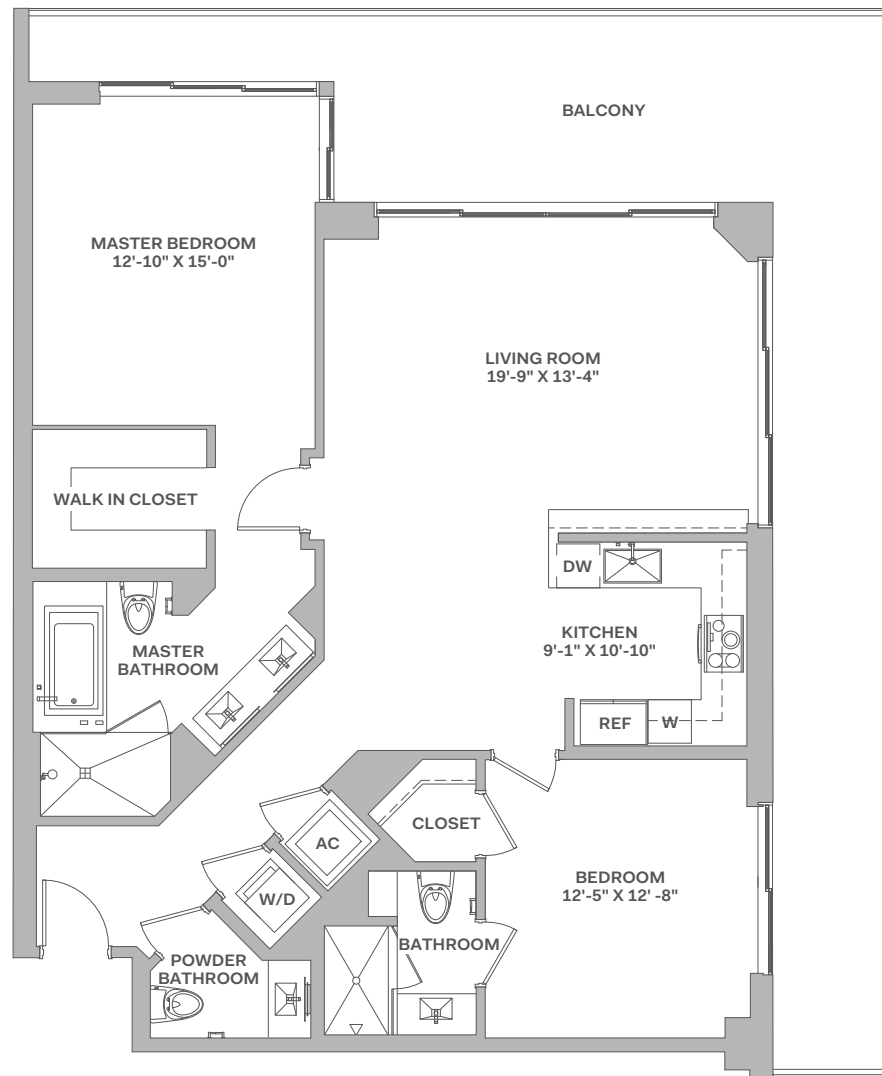 BALCONY
MASTER BEDROOM
12'-10" X 15'-0"
LIVING ROOM
19'-9" X 13'-4"
WALK IN CLOSET
DW
KITCHEN
9'-1" X 10'-10"
MASTER
BATHROOM
REF
W
AC
CLOSET
W/D
BEDROOM
12'-5" X 12' -8"
BATHROOM
POWDER
BATHROOM